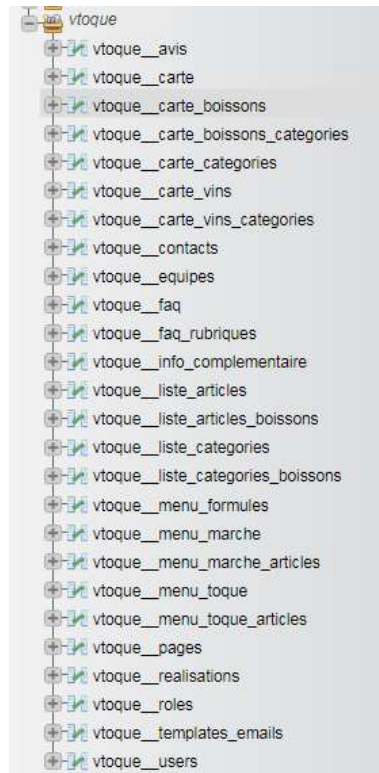 vtoque
vtoque__avis
vtoque__carte
vtoque__carte_boissons
vtoque__carte_boissons_categories
vtoque__carte_categories
vtoque__carte_vins
vtoque__carte_vins_categories
vtoque__contacts
vtoque__equipes
vtoque__faq
vtoque__faq_rubriques
vtoque__info_complementaire
vtoque__liste_articles
vtoque__liste_articles_boissons
vtoque__liste_categories
vtoque__liste_categories_boissons
vtoque__menu_formules
vtoque__menu_marche
vtoque__menu_marche_articles
vtoque__menu_toque
vtoque__menu_toque_articles
vtoque__pages
vtoque__realisations
vtoque__roles
vtoque__templates_emails
vtoque__users